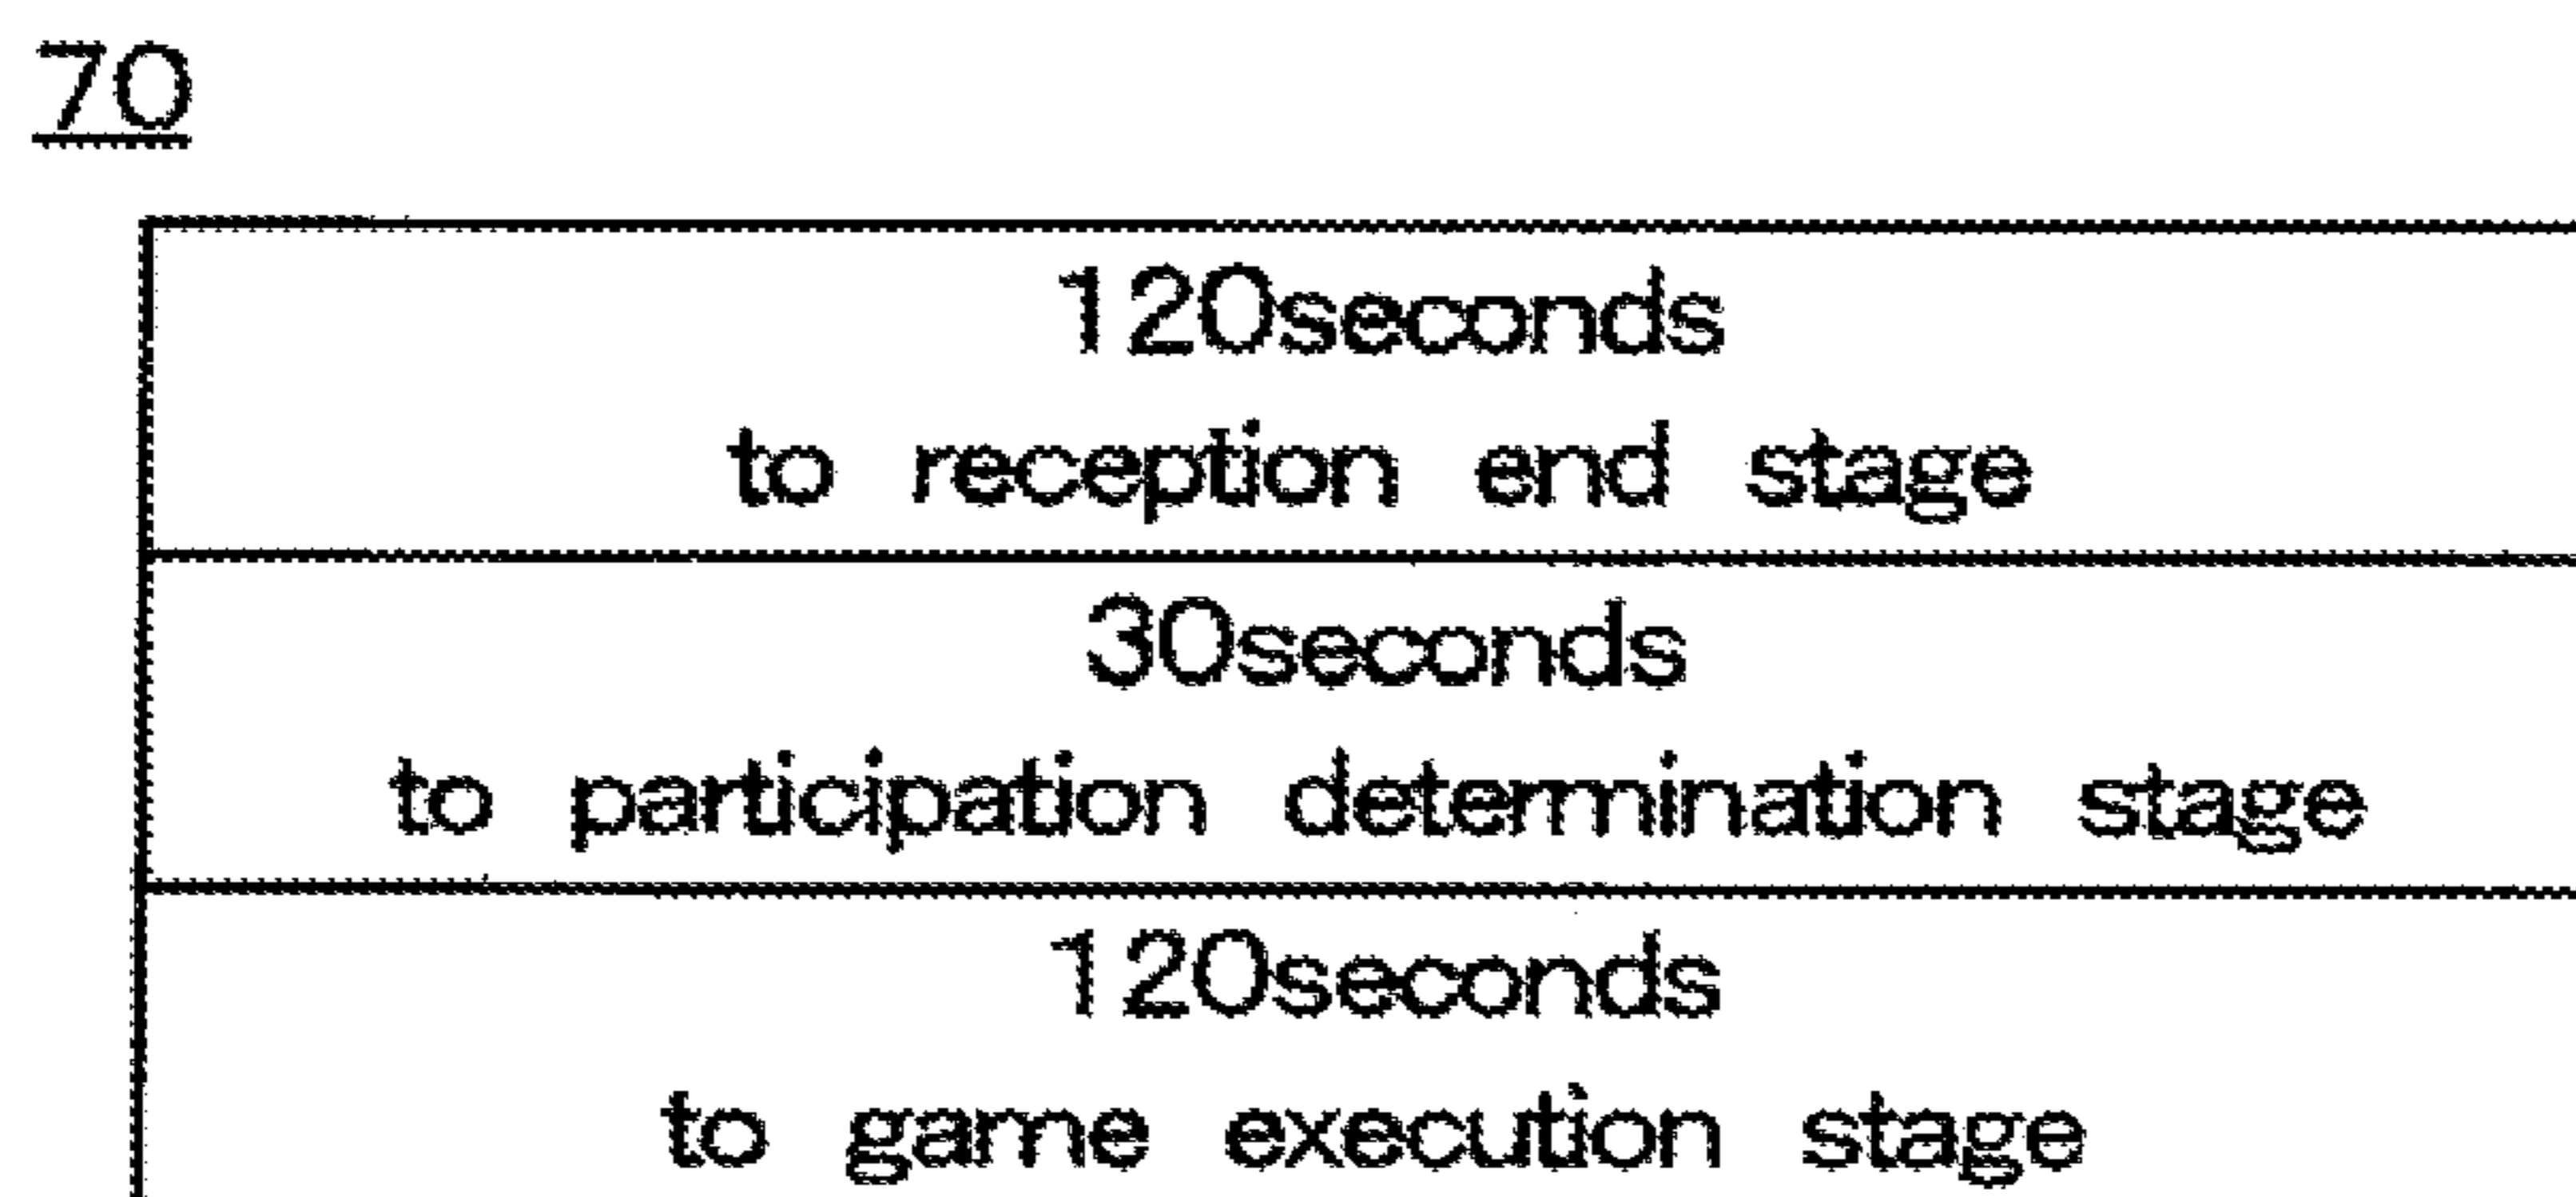 70
120seconds
to reception end stage
30seconds
to participation determination stage
120seconds
to game execution stage